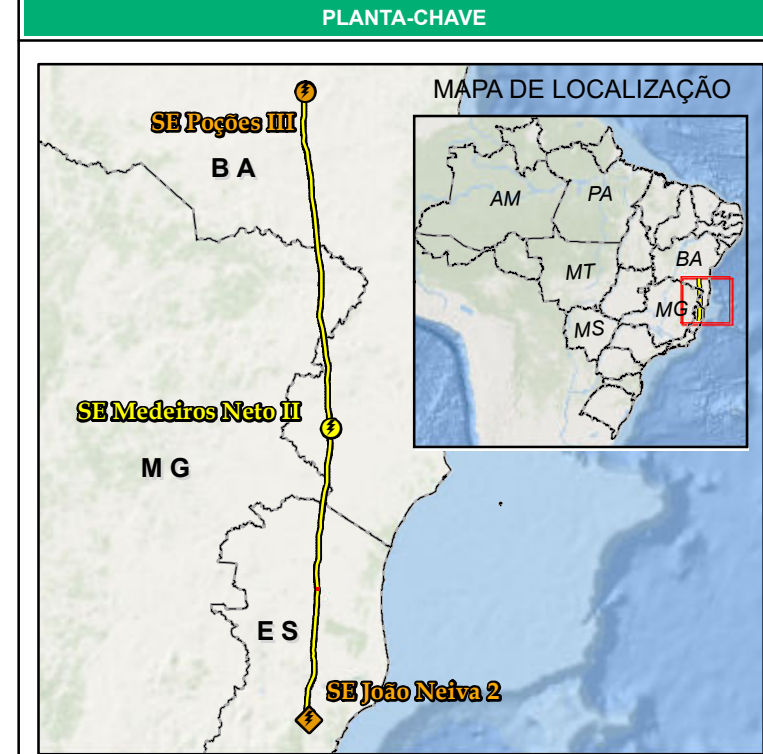 PLANTA-CHAVE
MAPA DE LOCALIZAÇÃO
SE Poções III
B A
AM
PA
BA
MT
MG
MS
SE Medeiros Neto II
M G
E S
SE João Neiva 2